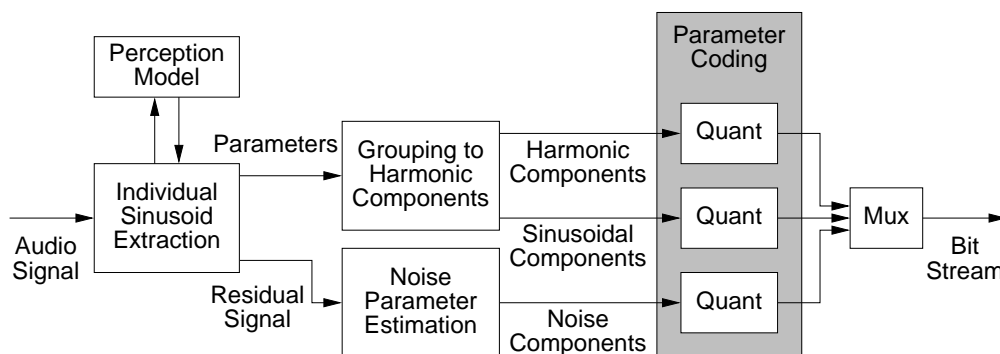 Perception
Model
Parameter
Coding
Parameters
Grouping to
Harmonic
Components
Harmonic
Components
Quant
Individual
Sinusoid
Extraction
Audio
Signal
Sinusoidal
Components
Quant
Mux
Bit
Stream
Residual
Signal
Noise
Parameter
Estimation
Noise
Components
Quant